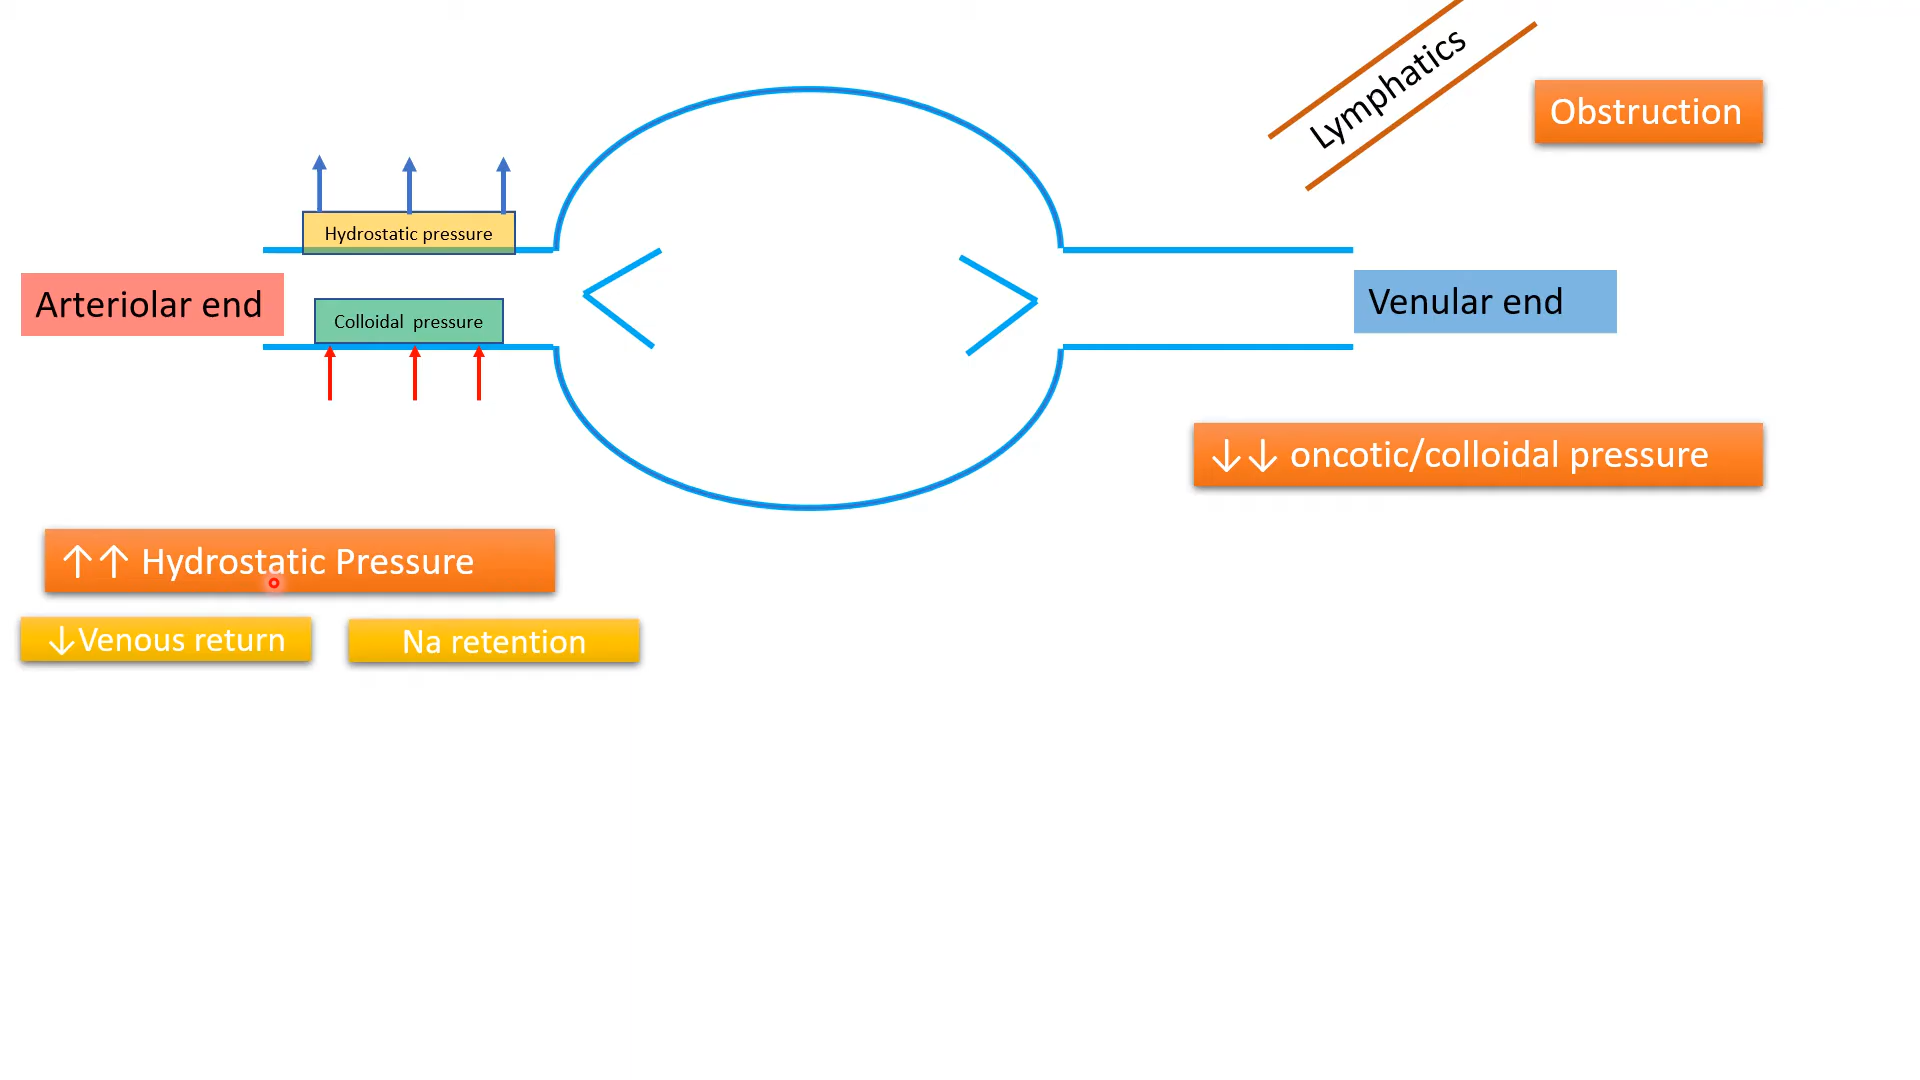 Lymphatics
Obstruction
Hydrostatic pressure
Arteriolar end
Venular end
Colloidal pressure
↓↓ oncotic/colloidal pressure
↑↑ Hydrostatic Pressure
↓Venous return
Na retention